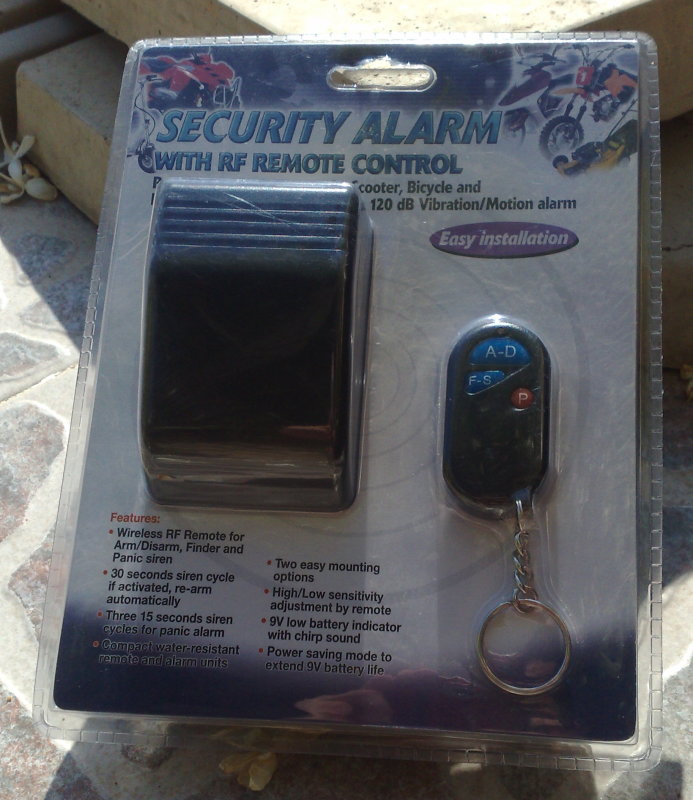 SECURITY ALARM
WITH RF REMOTE CONTROL
Scooter, Bicycle and
120 dB Vibration/Motion alarm
Easy installation
A-D
F-S
P
Features:
• Wireless RF Remote for
Arm/Disarm, Finder and
Panic siren
• 30 seconds siren cycle
if activated, re-arm
automatically
• Three 15 seconds siren
cycles for panic alarm
• Compact water-resistant
remote and alarm units
• Two easy mounting
options
• High/Low sensitivity
adjustment by remote
• 9V low battery indicator
with chirp sound
• Power saving mode to
extend 9V battery life